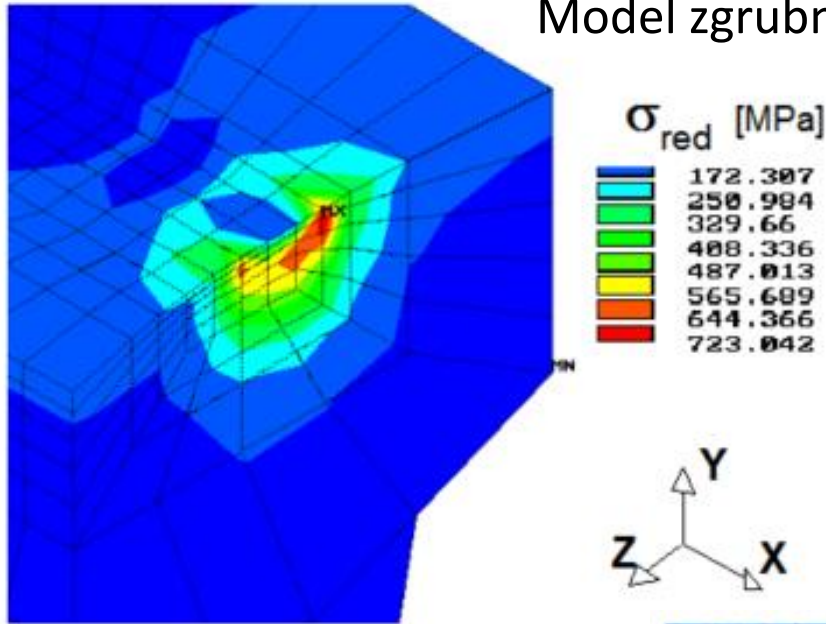 Model zgrubn
σred [MPa]
172.307
250.984
329.66
408.336
487.013
565.689
644.366
723.042
MX
MN
Y
Z
X